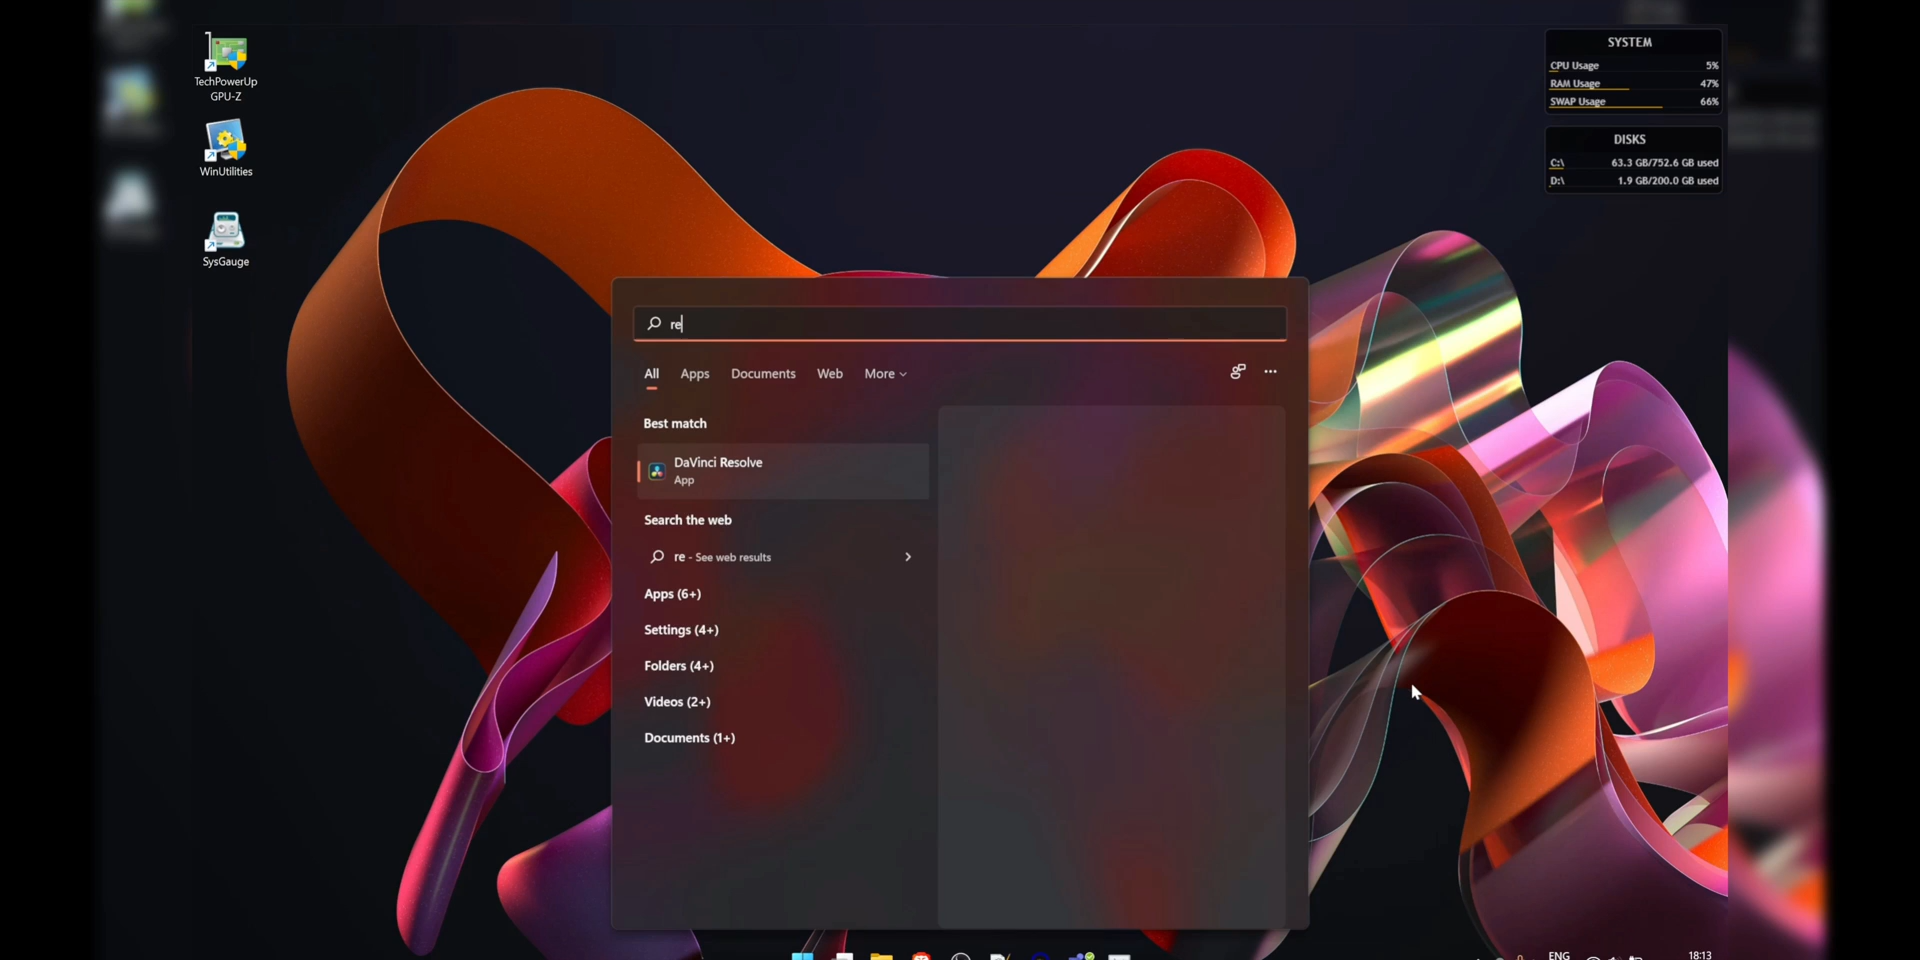 TechPowerUp
GPU-Z
WinUtilities
SysGauge
SYSTEM
CPU Usage 5%
RAM Usage 47%
SWAP Usage 66%
DISKS
C:\ 63.3 GB/752.6 GB used
D:\ 1.9 GB/200.0 GB used
re
All Apps Documents Web More
Best match
DaVinci Resolve
App
Search the web
re - See web results
Apps (6+)
Settings (4+)
Folders (4+)
Videos (2+)
Documents (1+)
ENG
18:13